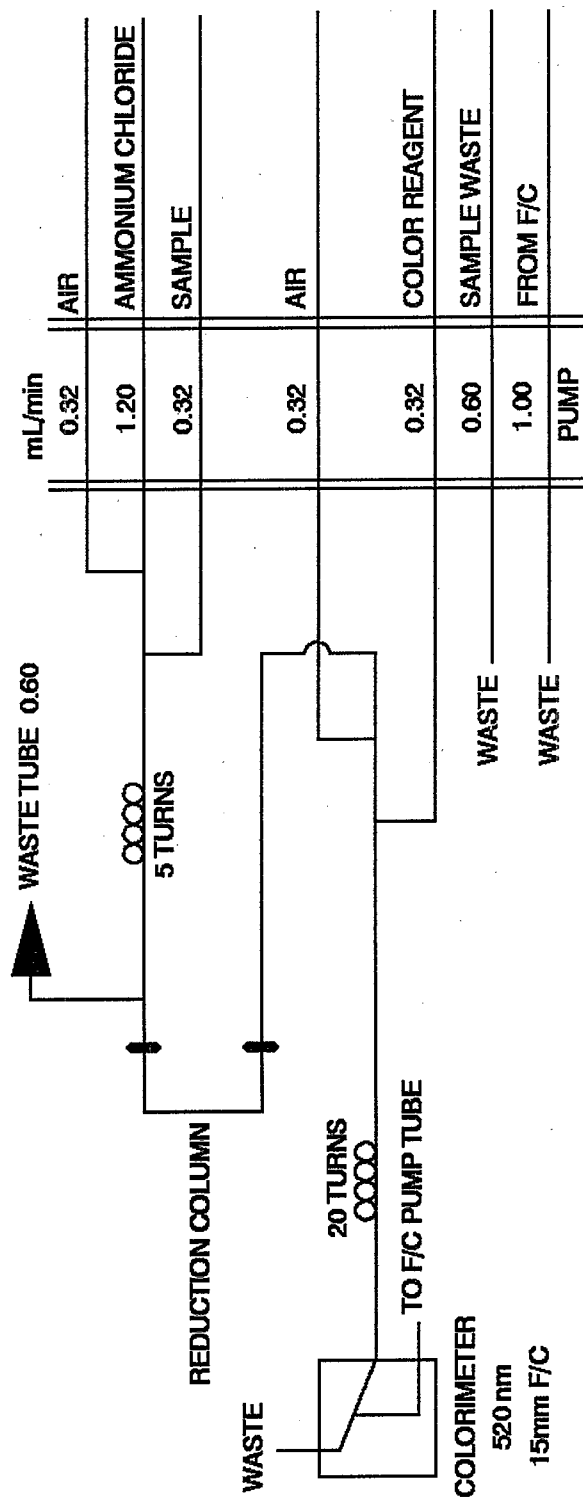 mL/min
0.32 AIR
1.20 AMMONIUM CHLORIDE
0.32 SAMPLE
0.32 AIR
0.32 COLOR REAGENT
0.60 SAMPLE WASTE
1.00 FROM F/C
PUMP
WASTE TUBE 0.60
5 TURNS
REDUCTION COLUMN
WASTE
WASTE
20 TURNS
TO F/C PUMP TUBE
WASTE
COLORIMETER
520 nm
15mm F/C